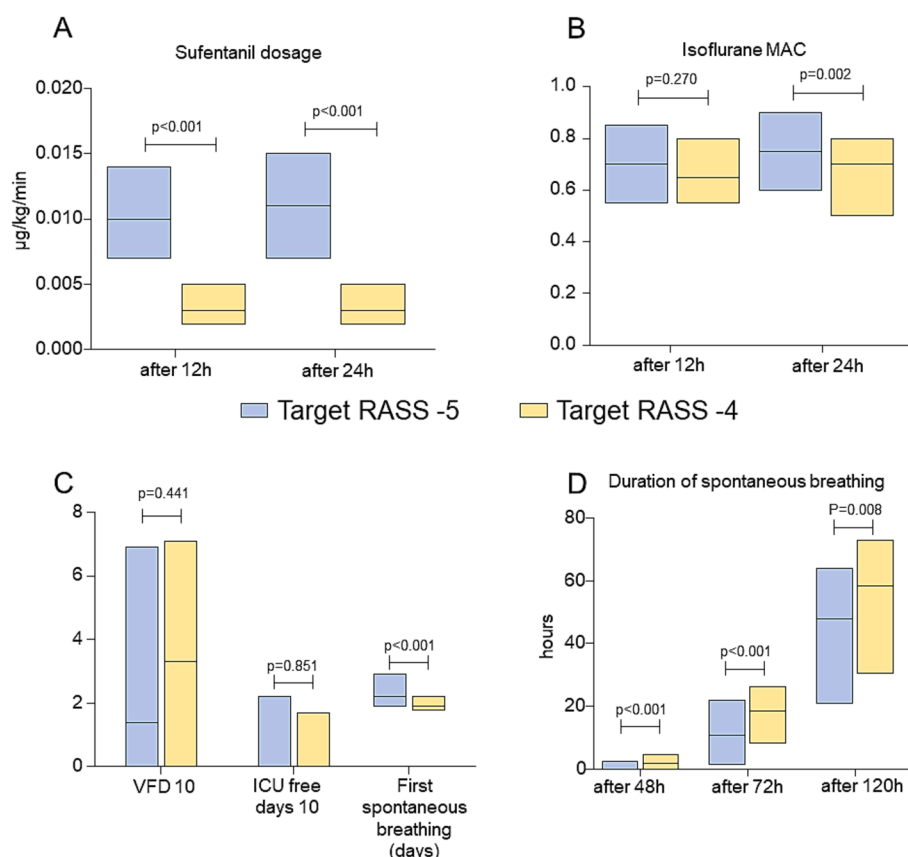 A
Sufentanil dosage
0.020
0.015
0.010
0.005
0.000
µg/kg/min
p<0.001
p<0.001
after 12h
after 24h
B
Isoflurane MAC
1.0
0.8
0.6
0.4
0.2
0.0
p=0.270
p=0.002
after 12h
after 24h
Target RASS -5
Target RASS -4
C
8
6
4
2
0
p=0.441
p=0.851
p<0.001
VFD 10
ICU free
days 10
First
spontaneous
breathing
(days)
D
Duration of spontaneous breathing
80
60
40
20
0
hours
p<0.001
p<0.001
P=0.008
after 48h
after 72h
after 120h